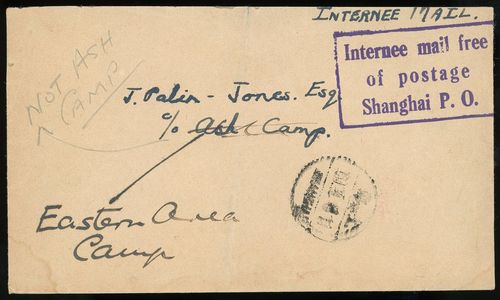 INTERNEE MAIL.
Internee mail free
of postage
Shanghai P. O.
NOT ASH
CAMP
J. Palin - Jones. Esq.
c/o Ash Camp.
Eastern Area
Camp